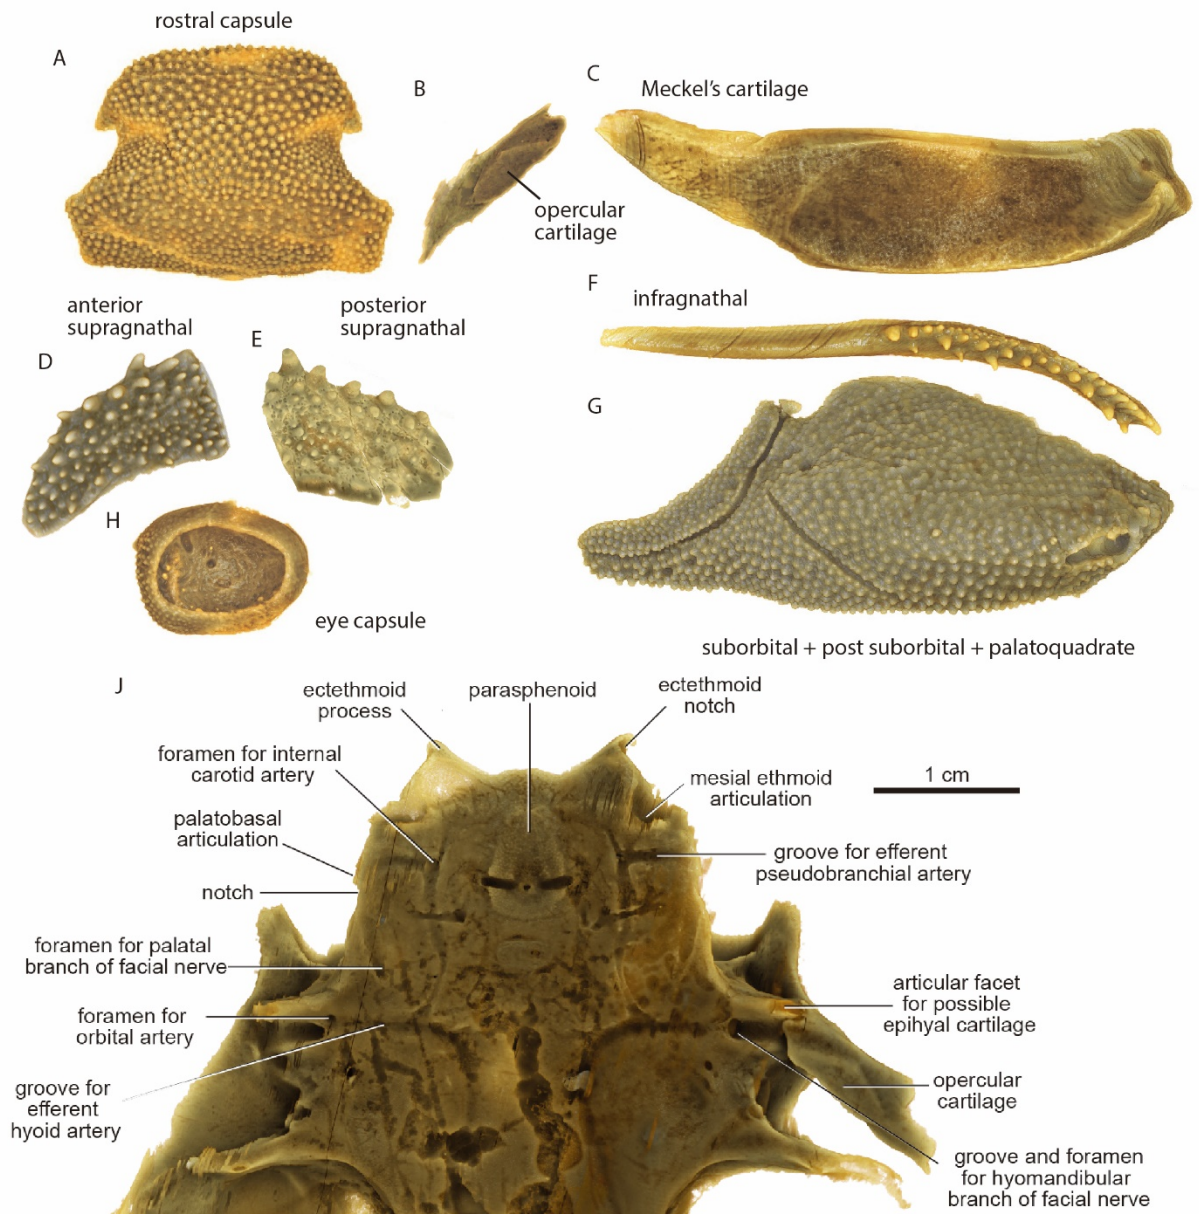 rostral capsule
A
B
C
Meckel's cartilage
opercular
cartilage
anterior
supragnathal
posterior
supragnathal
D
E
F
infragnathal
G
H
eye capsule
suborbital + post suborbital + palatoquadrate
J
ectethmoid
process
parasphenoid
ectethmoid
notch
foramen for internal
carotid artery
mesial ethmoid
articulation
1 cm
palatobasal
articulation
groove for efferent
pseudobranchial artery
notch
foramen for palatal
branch of facial nerve
articular facet
for possible
epihyal cartilage
foramen for
orbital artery
groove for
efferent
hyoid artery
opercular
cartilage
groove and foramen
for hyomandibular
branch of facial nerve